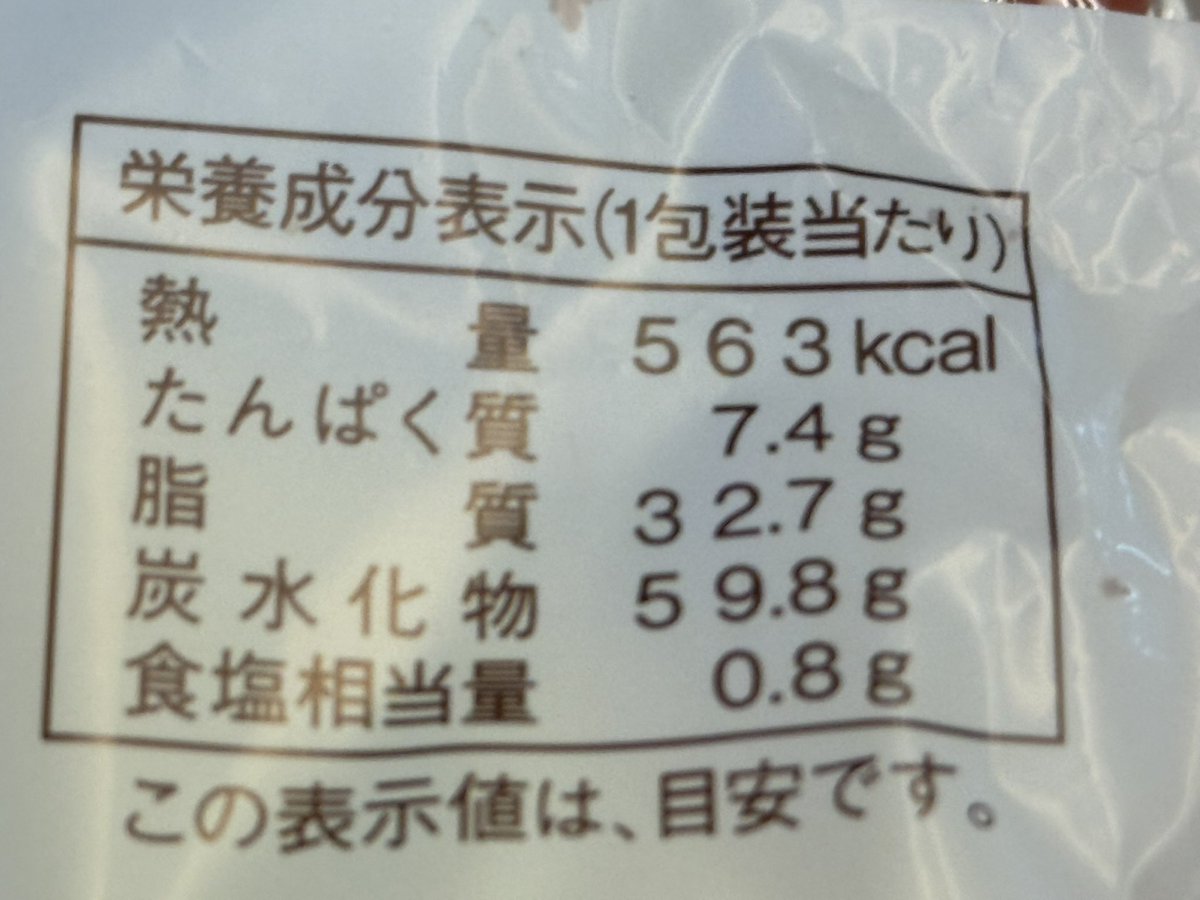 栄養成分表示(1包装当たり)
熱量 563kcal
たんぱく質 7.4g
脂質 32.7g
炭水化物 59.8g
食塩相当量 0.8g
この表示値は、目安です。